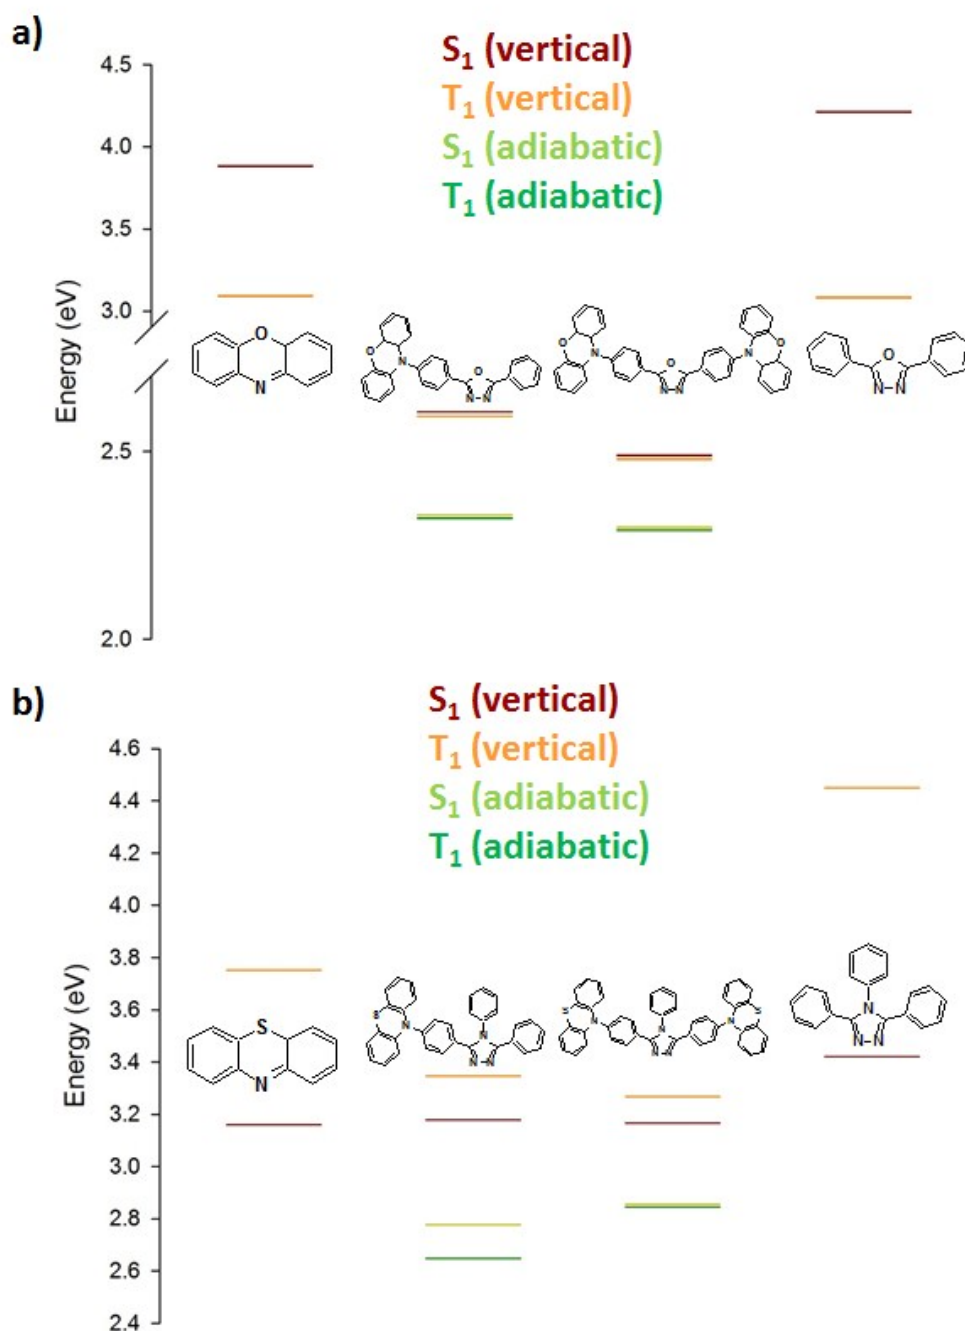 a)
S₁ (vertical)
T₁ (vertical)
S₁ (adiabatic)
T₁ (adiabatic)
Energy (eV)
4.5
4.0
3.5
3.0
2.5
2.0
O
N
O
N
O
N N
O
N
O
N N
N
O
O
N N
b)
S₁ (vertical)
T₁ (vertical)
S₁ (adiabatic)
T₁ (adiabatic)
Energy (eV)
4.6
4.4
4.2
4.0
3.8
3.6
3.4
3.2
3.0
2.8
2.6
2.4
S
N
S
N
N
N N
S
N
N
N N
N
S
N
N N